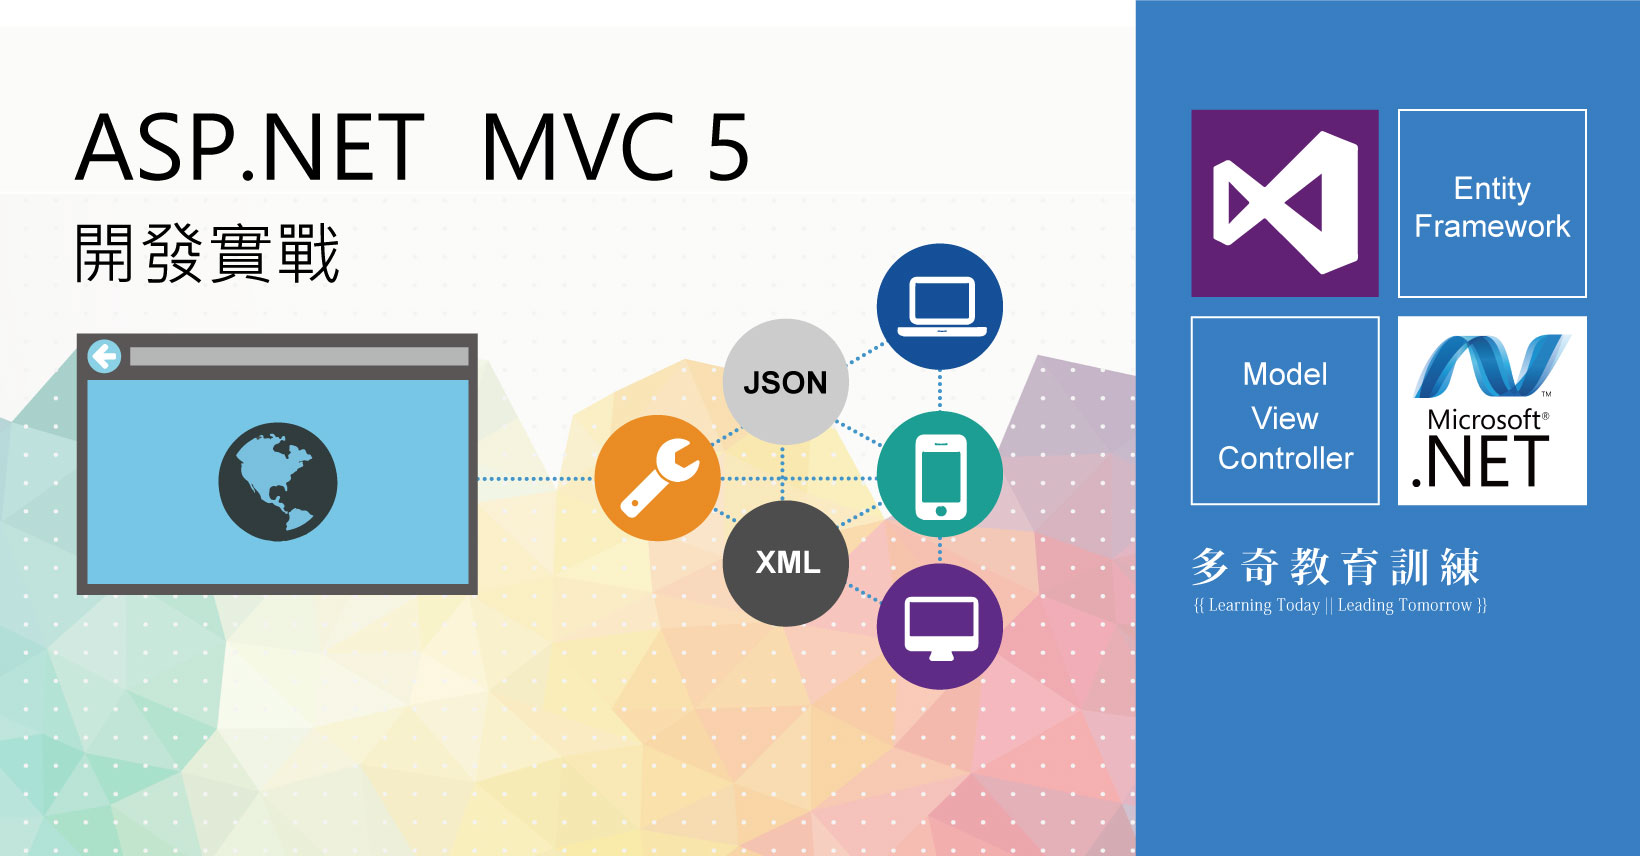 ASP.NET MVC 5
開發實戰
JSON
XML
Entity
Framework
Model
View
Controller
TM
Microsoft®
.NET
多奇教育訓練
{{ Learning Today || Leading Tomorrow }}